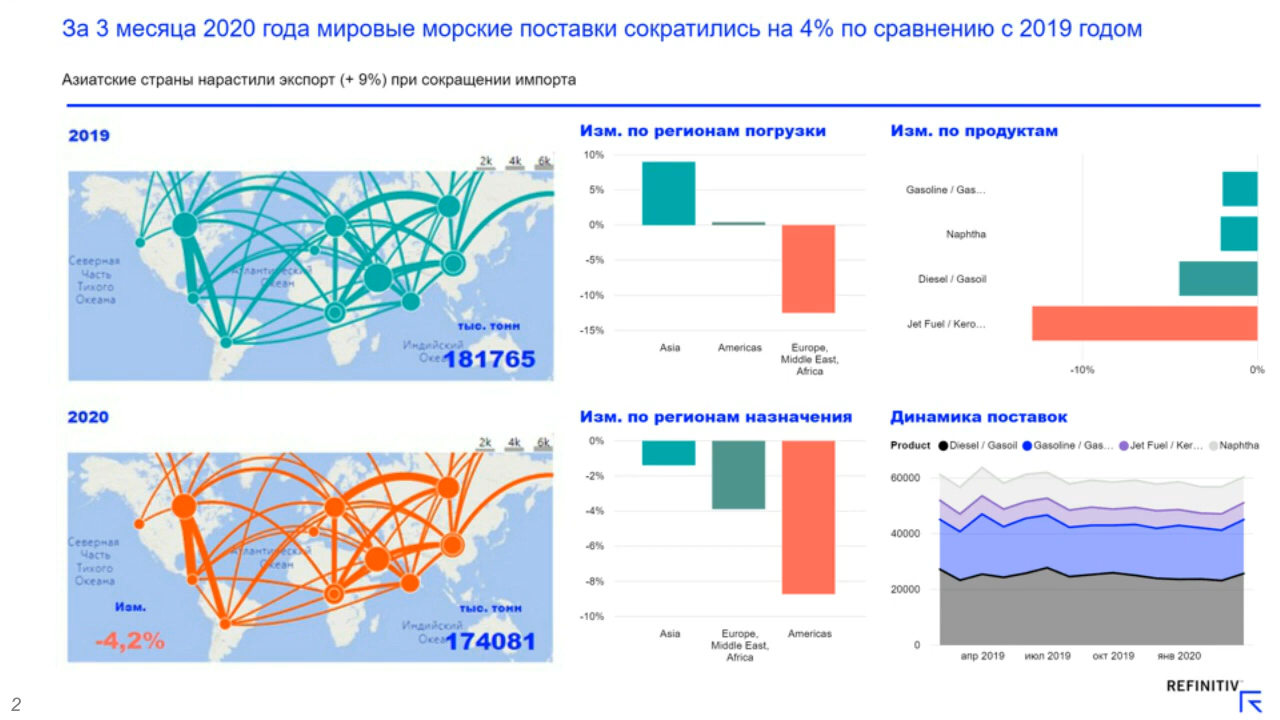 За 3 месяца 2020 года мировые морские поставки сократились на 4% по сравнению с 2019 годом
Азиатские страны нарастили экспорт (+ 9%) при сокращении импорта
2019
2k 4k 6k
Северная
Часть
Тихого
Океана
Атлантический
Океан
Индийский
Океан
тыс. тонн
181765
Изм. по регионам погрузки
10%
5%
0%
-5%
-10%
-15%
Asia
Americas
Europe,
Middle East,
Africa
Изм. по продуктам
Gasoline / Gas...
Naphtha
Diesel / Gasoil
Jet Fuel / Kero...
-10% 0%
2020
2k 4k 6k
Северная
Часть
Тихого
Океана
Атлантический
Океан
Индийский
Океан
Изм.
-4,2%
тыс. тонн
174081
Изм. по регионам назначения
0%
-2%
-4%
-6%
-8%
-10%
Asia
Europe,
Middle East,
Africa
Americas
Динамика поставок
Product Diesel / Gasoil Gasoline / Gas... Jet Fuel / Ker... Naphtha
60000
40000
20000
0
апр 2019 июл 2019 окт 2019 янв 2020
REFINITIV
2